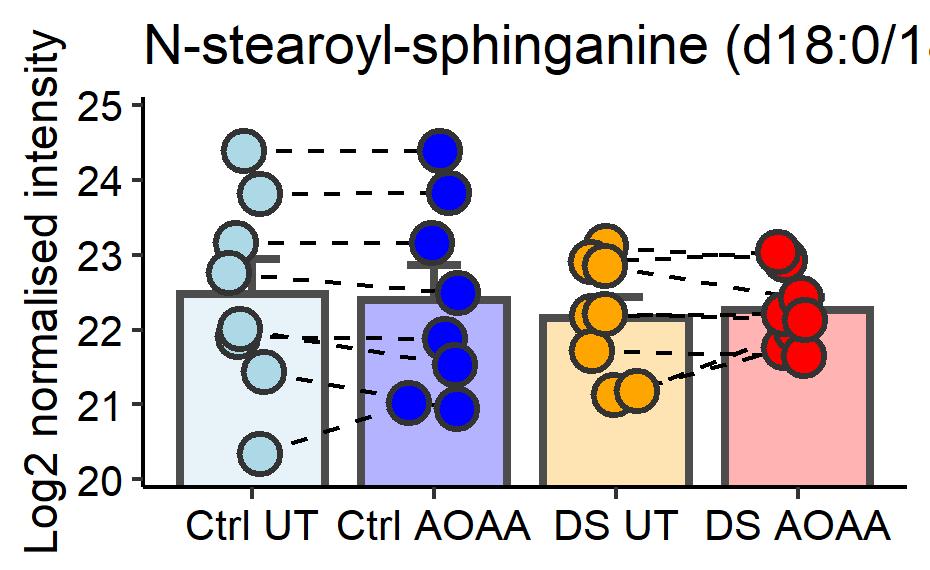 N-stearoyl-sphinganine (d18:0/18
Log2 normalised intensity
25
24
23
22
21
20
Ctrl UT Ctrl AOAA DS UT DS AOAA